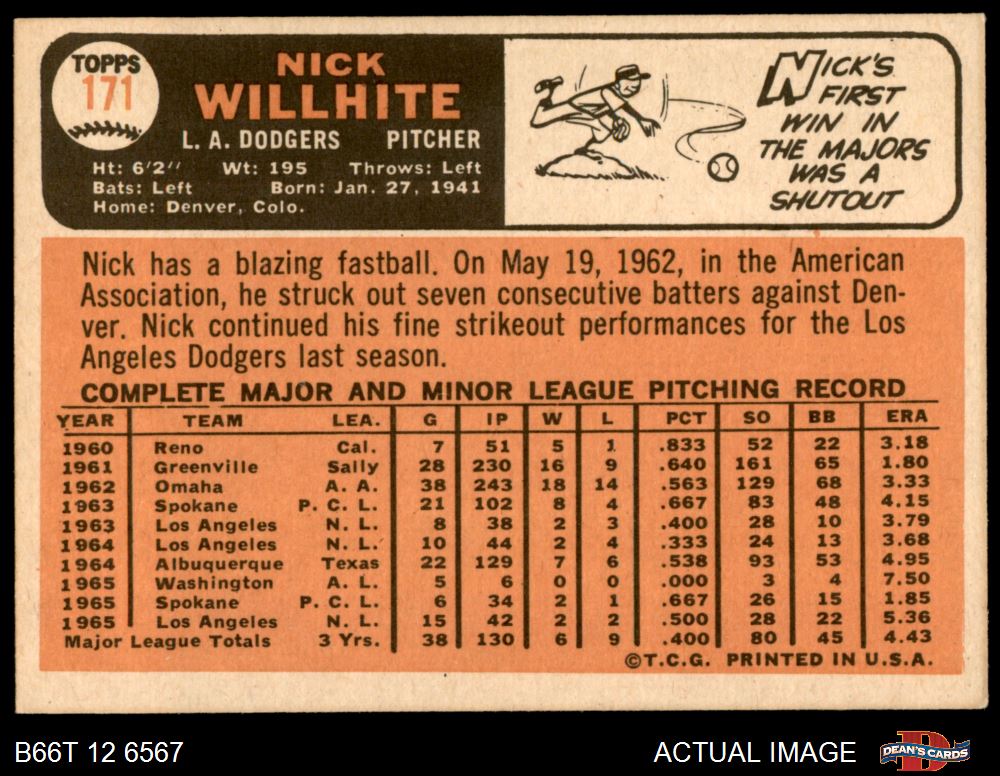 TOPPS
171
NICK
WILLHITE
L. A. DODGERS PITCHER
Ht: 6'2" Wt: 195 Throws: Left
Bats: Left Born: Jan. 27, 1941
Home: Denver, Colo.
NICK'S
FIRST
WIN IN
THE MAJORS
WAS A
SHUTOUT
Nick has a blazing fastball. On May 19, 1962, in the American
Association, he struck out seven consecutive batters against Den-
ver. Nick continued his fine strikeout performances for the Los
Angeles Dodgers last season.
COMPLETE MAJOR AND MINOR LEAGUE PITCHING RECORD
YEAR TEAM LEA. G IP W L PCT SO BB ERA
1960 Reno Cal. 7 51 5 1 .833 52 22 3.18
1961 Greenville Sally 28 230 16 9 .640 161 65 1.80
1962 Omaha A. A. 38 243 18 14 .563 129 68 3.33
1963 Spokane P. C. L. 21 102 8 4 .667 83 48 4.15
1963 Los Angeles N. L. 8 38 2 3 .400 28 10 3.79
1964 Los Angeles N. L. 10 44 2 4 .333 24 13 3.68
1964 Albuquerque Texas 22 129 7 6 .538 93 53 4.95
1965 Washington A. L. 5 6 0 0 .000 3 4 7.50
1965 Spokane P. C. L. 6 34 2 1 .667 26 15 1.85
1965 Los Angeles N. L. 15 42 2 2 .500 28 22 5.36
Major League Totals 3 Yrs. 38 130 6 9 .400 80 45 4.43
©T.C.G. PRINTED IN U.S.A.
B66T 12 6567 ACTUAL IMAGE
DEAN'S CARDS